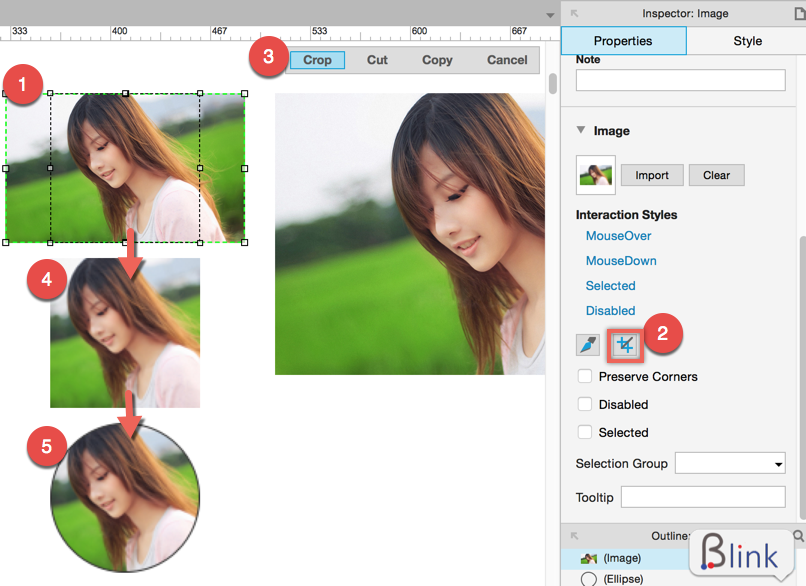 333 400 467 533 600 667
Inspector: Image
Properties Style
3
Crop Cut Copy Cancel
Note
1
Image
Import Clear
Interaction Styles
MouseOver
MouseDown
Selected
Disabled
4
2
Preserve Corners
Disabled
Selected
5
Selection Group
Tooltip
Outline:
Blink
(Image)
(Ellipse)